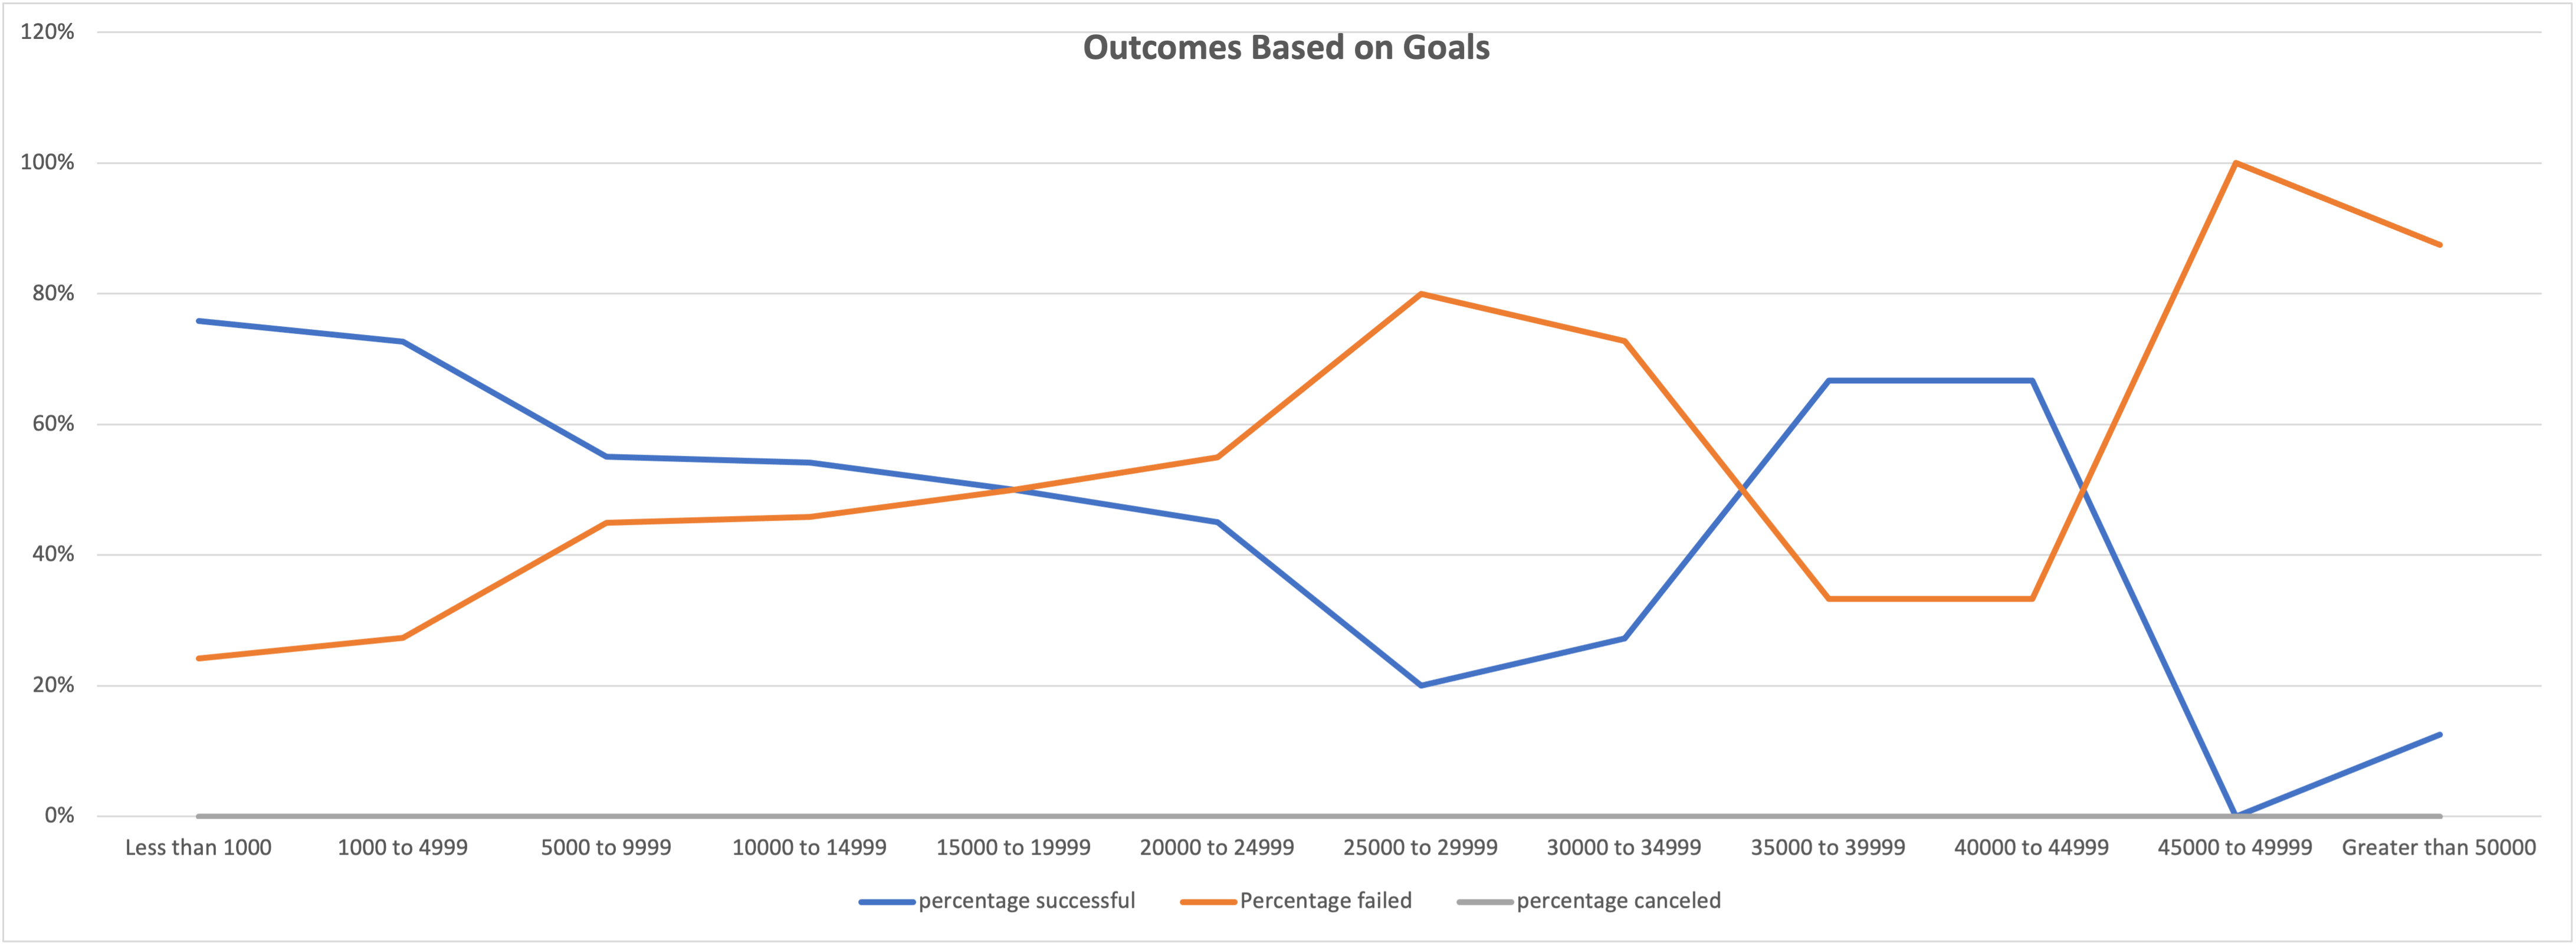 Outcomes Based on Goals
120%
100%
80%
60%
40%
20%
0%
Less than 1000 1000 to 4999 5000 to 9999 10000 to 14999 15000 to 19999 20000 to 24999 25000 to 29999 30000 to 34999 35000 to 39999 40000 to 44999 45000 to 49999 Greater than 50000
percentage successful Percentage failed percentage canceled